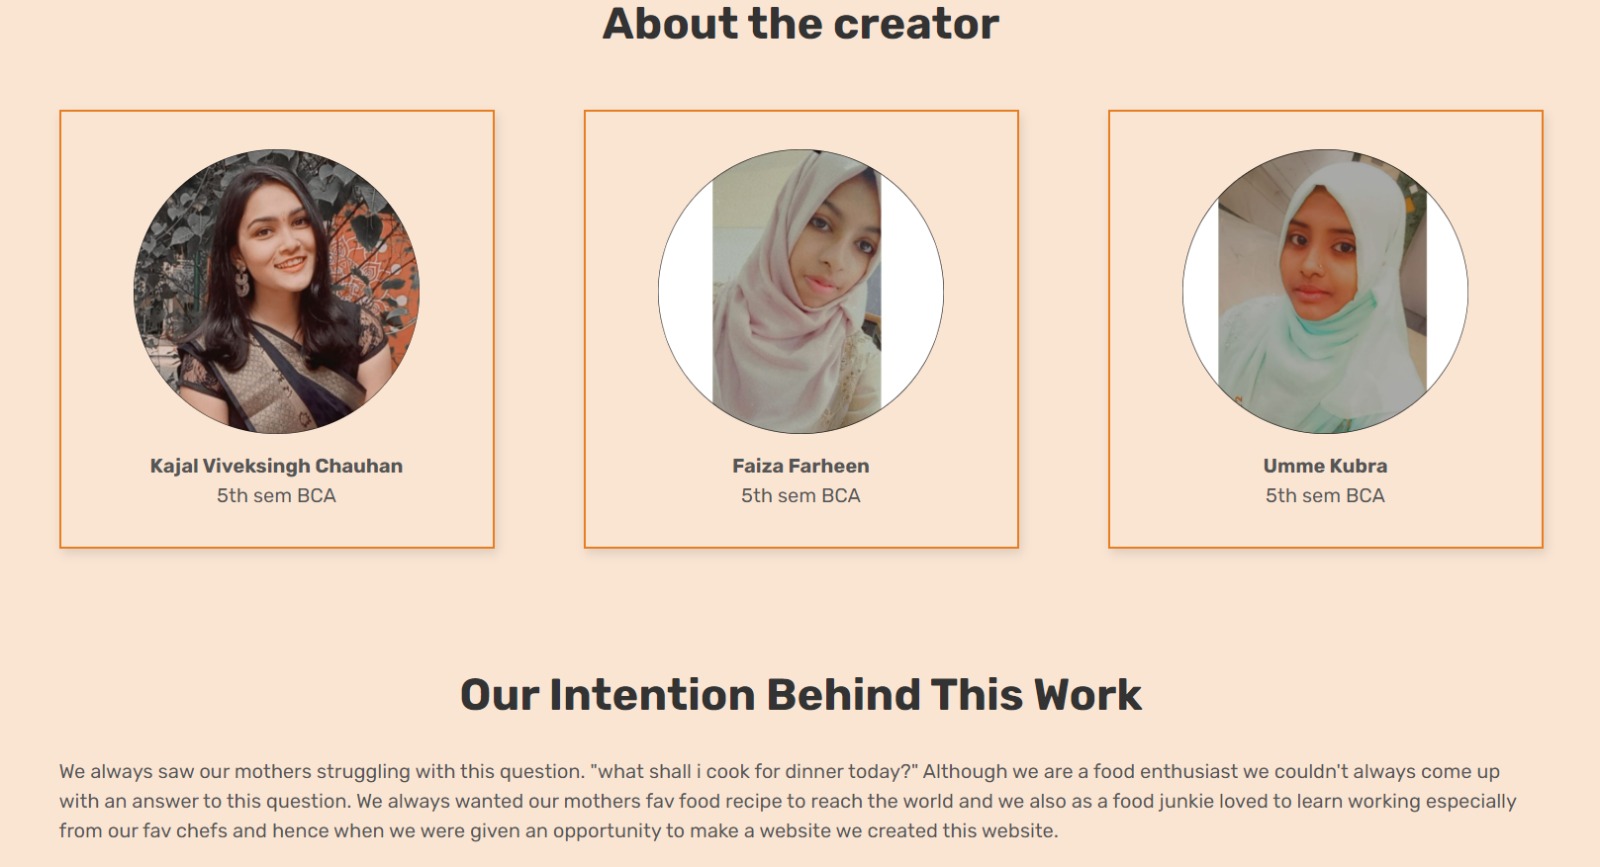 About the creator
Kajal Viveksingh Chauhan
5th sem BCA
Faiza Farheen
5th sem BCA
Umme Kubra
5th sem BCA
Our Intention Behind This Work
We always saw our mothers struggling with this question. "what shall i cook for dinner today?" Although we are a food enthusiast we couldn't always come up
with an answer to this question. We always wanted our mothers fav food recipe to reach the world and we also as a food junkie loved to learn working especially
from our fav chefs and hence when we were given an opportunity to make a website we created this website.